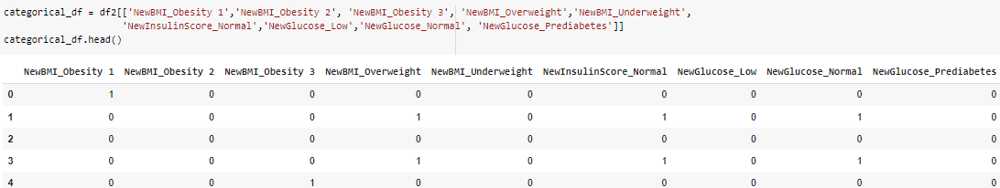 categorical_df = df2[['NewBMI_Obesity 1','NewBMI_Obesity 2', 'NewBMI_Obesity 3', 'NewBMI_Overweight','NewBMI_Underweight',
'NewInsulinScore_Normal','NewGlucose_Low','NewGlucose_Normal', 'NewGlucose_Prediabetes']]
categorical_df.head()
NewBMI_Obesity 1 NewBMI_Obesity 2 NewBMI_Obesity 3 NewBMI_Overweight NewBMI_Underweight NewInsulinScore_Normal NewGlucose_Low NewGlucose_Normal NewGlucose_Prediabetes
0 1 0 0 0 0 0 0 0 0
1 0 0 0 1 0 1 0 1 0
2 0 0 0 0 0 0 0 0 0
3 0 0 0 1 0 1 0 1 0
4 0 0 1 0 0 0 0 0 0